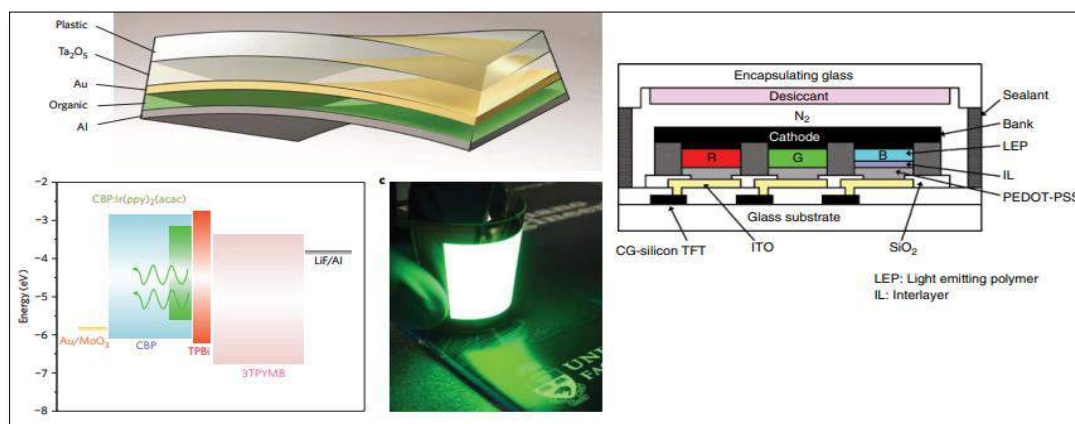 Plastic
Ta₂O₅
Au
Organic
Al
−2
−3
−4
−5
−6
−7
−8
Energy (eV)
CBP:Ir(ppy)₂(acac)
LiF/Al
Au/MoO₃
CBP
TPBi
3TPYMB
c
UNI
FA
Encapsulating glass
Desiccant
N₂
Cathode
R
G
B
Glass substrate
Sealant
Bank
LEP
IL
PEDOT-PSS
CG-silicon TFT
ITO
SiO₂
LEP: Light emitting polymer
IL: Interlayer